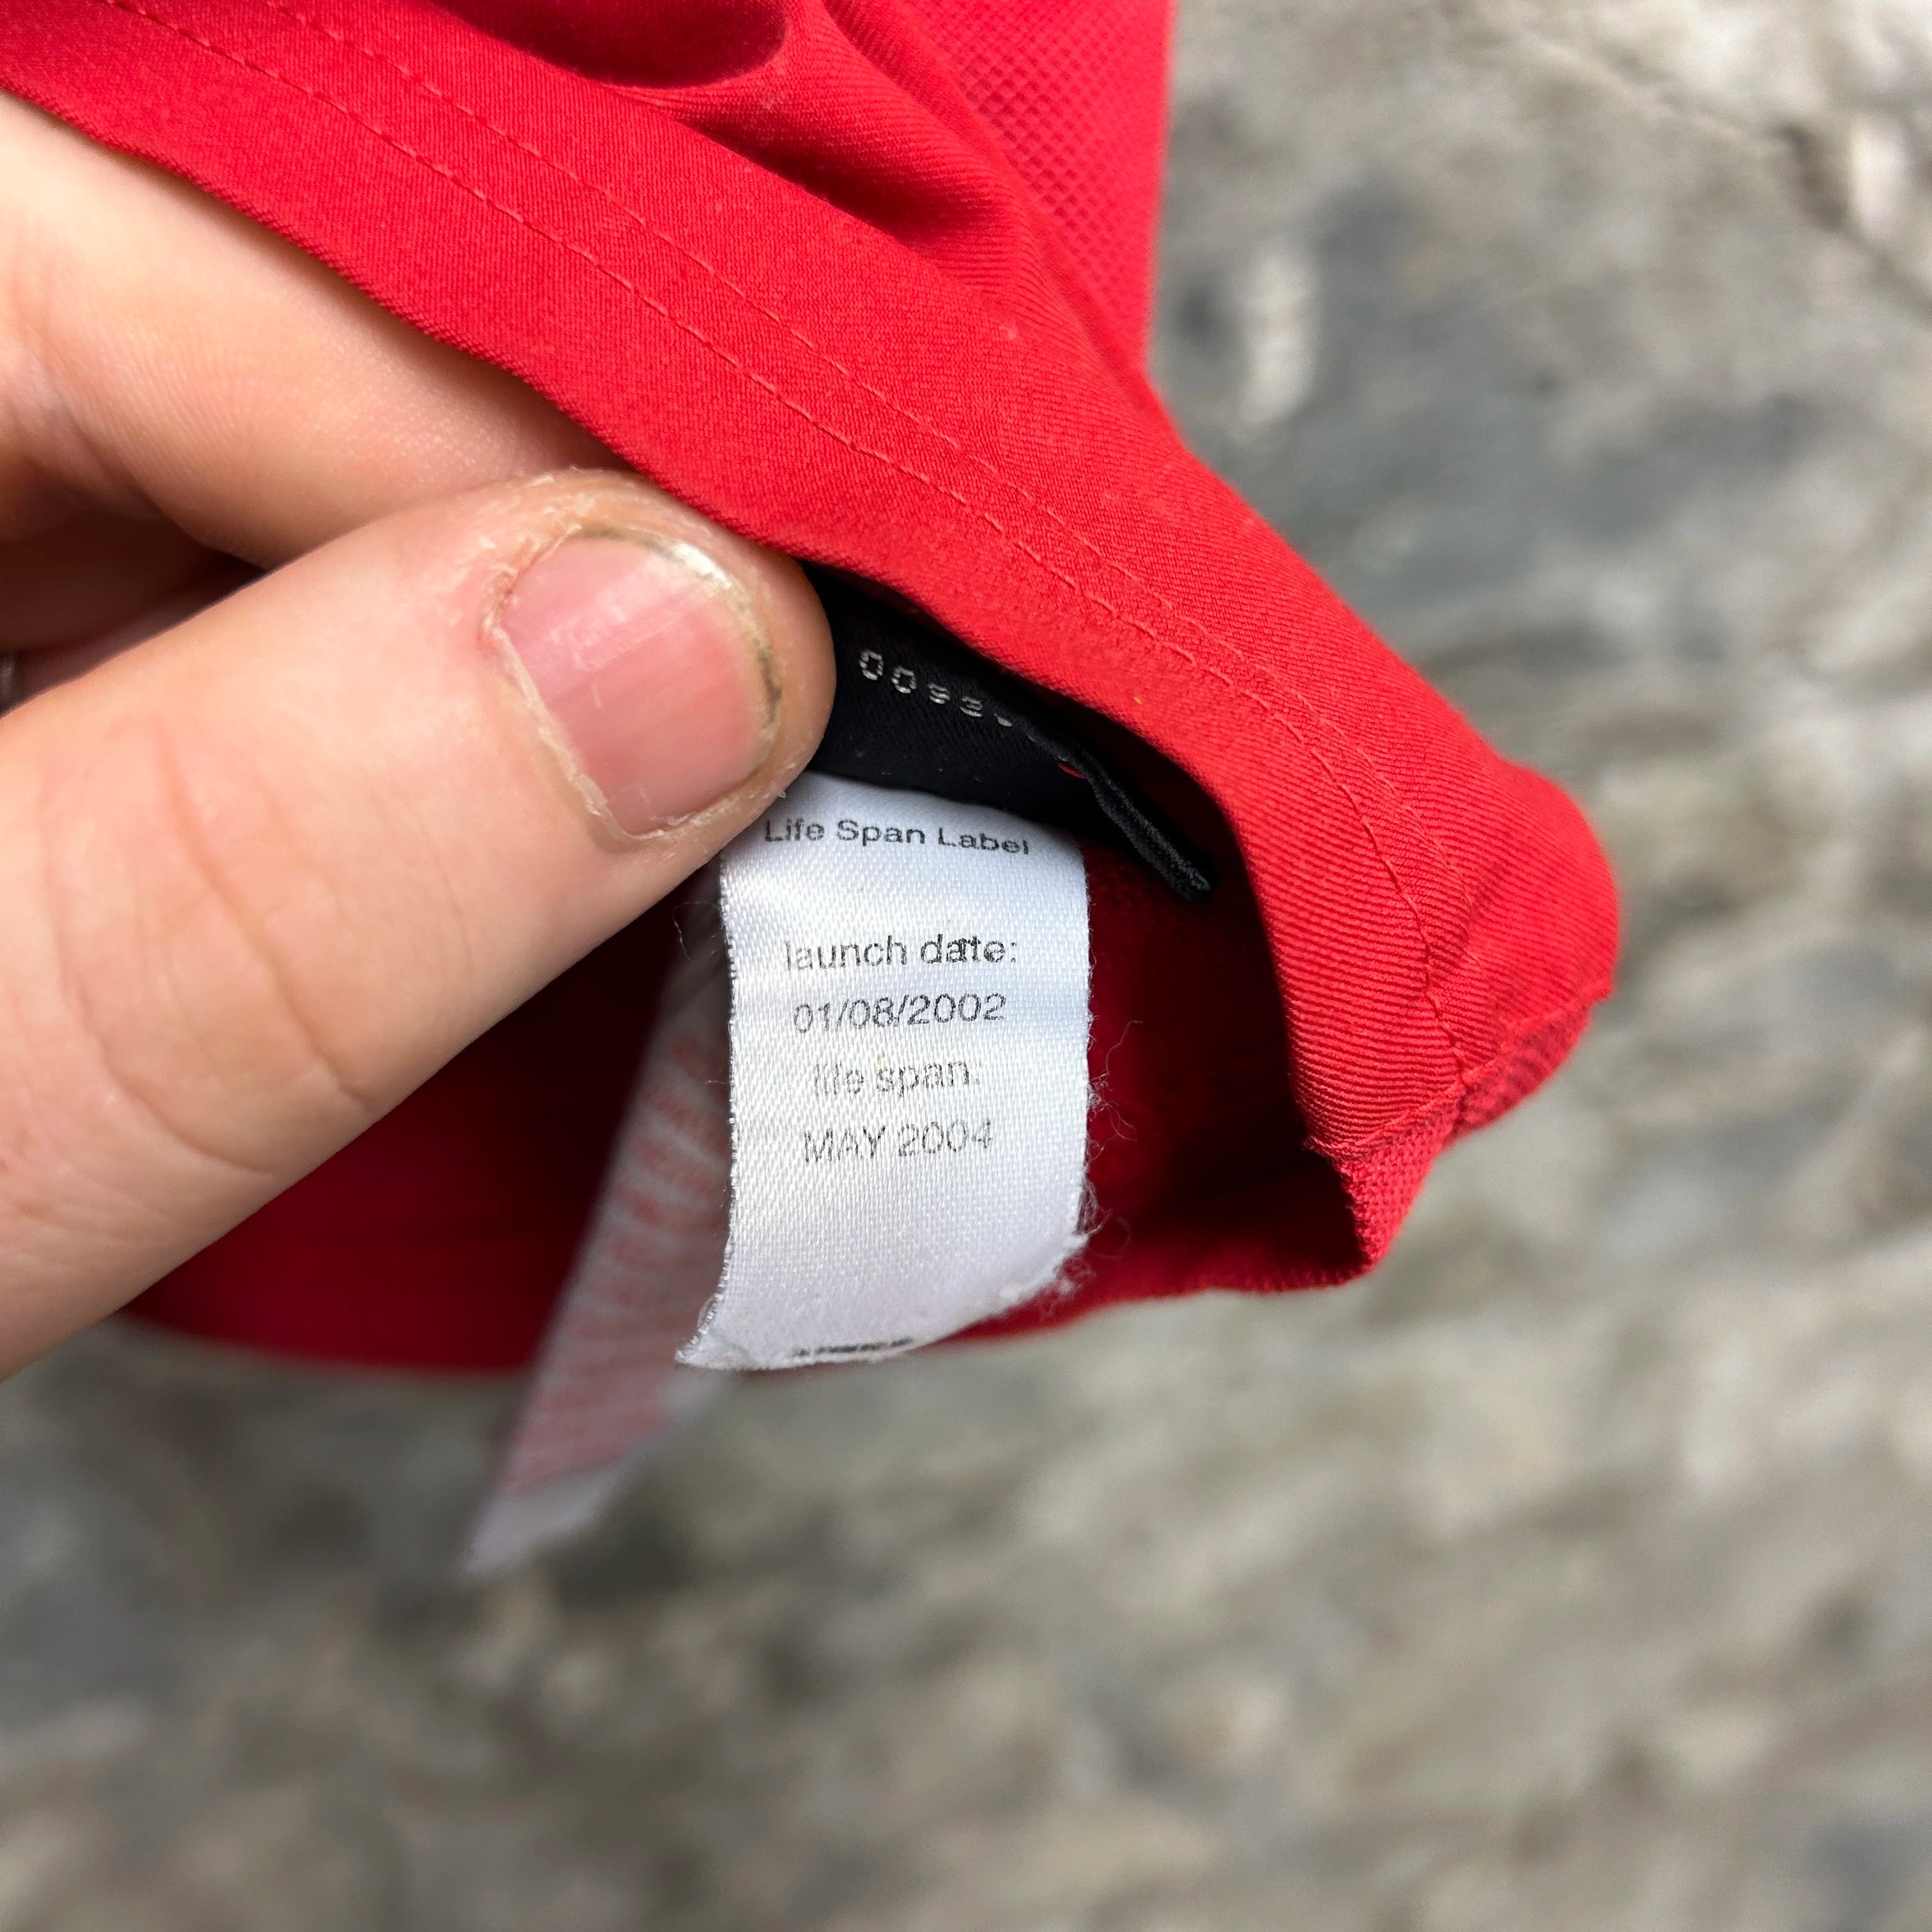 Life Span Label
launch date:
01/08/2002
life span:
MAY 2004